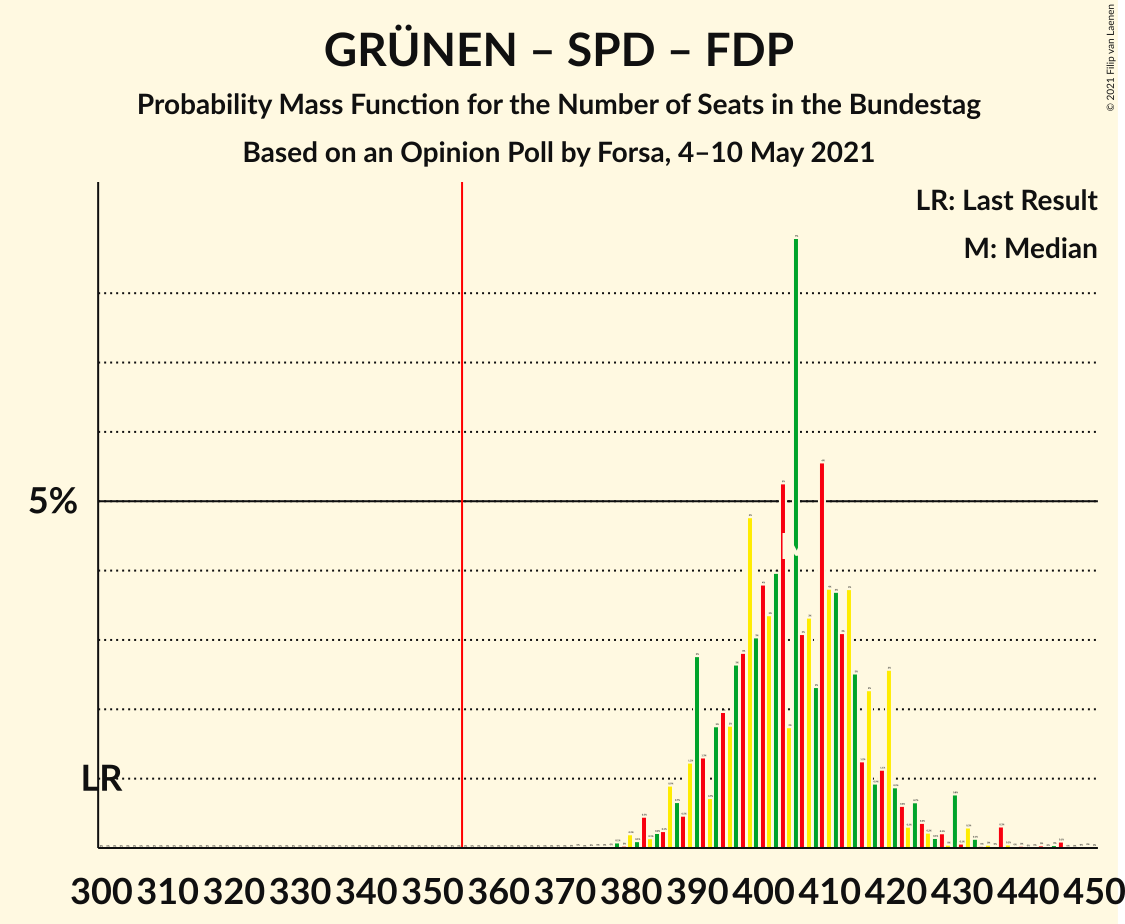 GRÜNEN – SPD – FDP
Probability Mass Function for the Number of Seats in the Bundestag
Based on an Opinion Poll by Forsa, 4–10 May 2021
© 2021 Filip van Laenen
LR: Last Result
M: Median
5%
LR
300 310 320 330 340 350 360 370 380 390 400 410 420 430 440 450